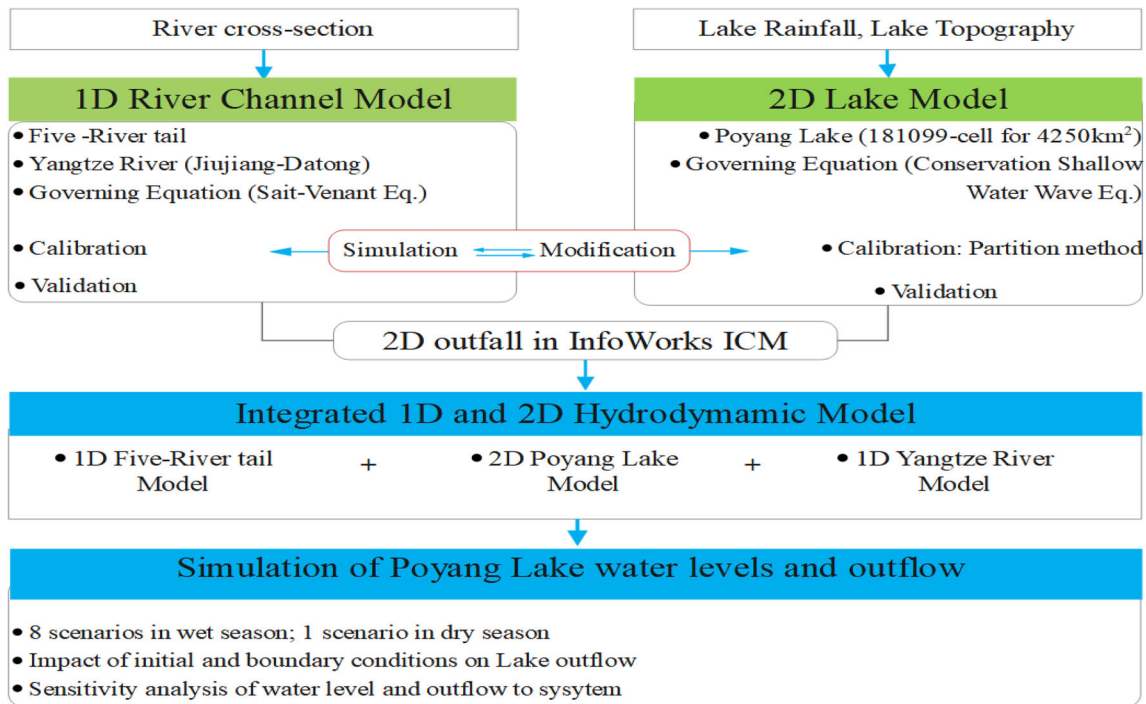 River cross-section
Lake Rainfall, Lake Topography
1D River Channel Model
2D Lake Model
• Five -River tail
• Yangtze River (Jiujiang-Datong)
• Governing Equation (Sait-Venant Eq.)
• Calibration
• Validation
• Poyang Lake (181099-cell for 4250km²)
• Governing Equation (Conservation Shallow
Water Wave Eq.)
• Calibration: Partition method
• Validation
Simulation
Modification
2D outfall in InfoWorks ICM
Integrated 1D and 2D Hydrodymamic Model
• 1D Five-River tail
Model
+
• 2D Poyang Lake
Model
+
• 1D Yangtze River
Model
Simulation of Poyang Lake water levels and outflow
• 8 scenarios in wet season; 1 scenario in dry season
• Impact of initial and boundary conditions on Lake outflow
• Sensitivity analysis of water level and outflow to sysytem